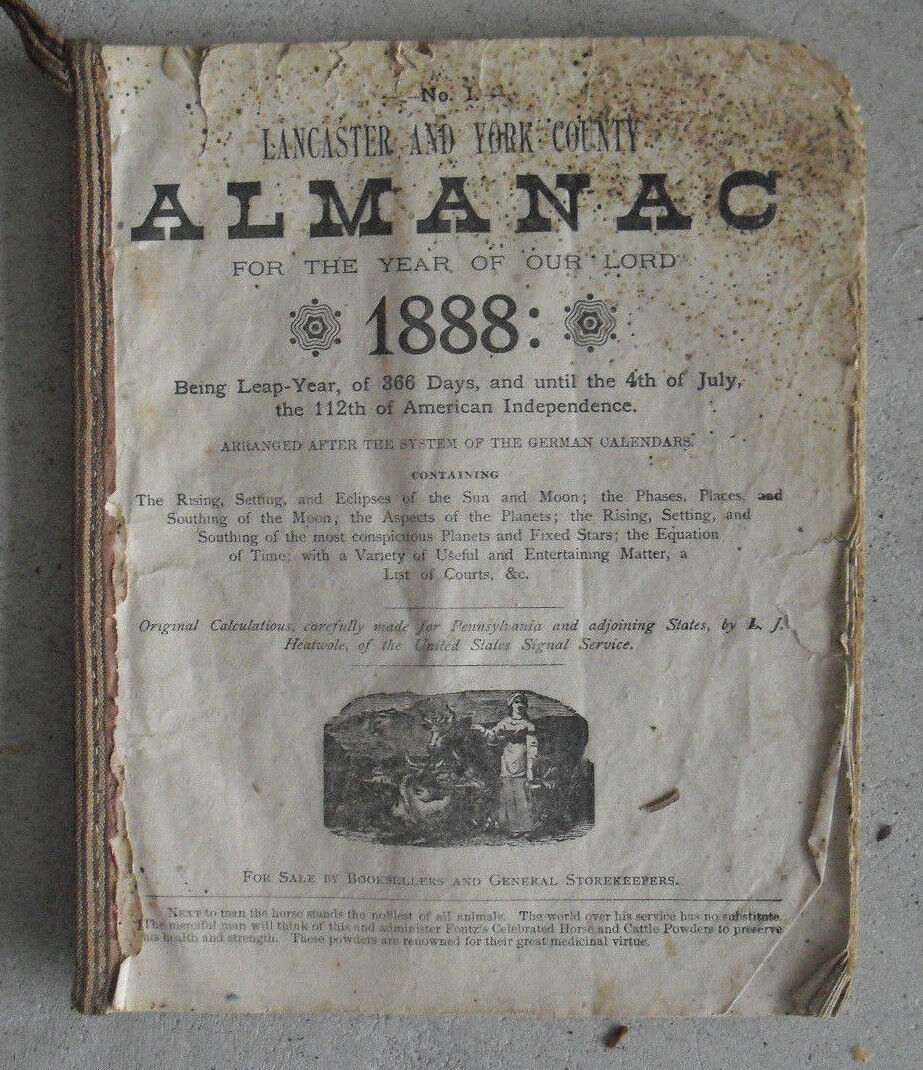 No. 1.
LANCASTER AND YORK COUNTY
ALMANAC
FOR THE YEAR OF OUR LORD
1888:
Being Leap-Year, of 366 Days, and until the 4th of July,
the 112th of American Independence.
ARRANGED AFTER THE SYSTEM OF THE GERMAN CALENDARS.
CONTAINING
The Rising, Setting, and Eclipses of the Sun and Moon; the Phases, Places, and
Southing of the Moon; the Aspects of the Planets; the Rising, Setting, and
Southing of the most conspicuous Planets and Fixed Stars; the Equation
of Time; with a Variety of Useful and Entertaining Matter, a
List of Courts, &c.
Original Calculations, carefully made for Pennsylvania and adjoining States, by L. J.
Heatwole, of the United States Signal Service.
FOR SALE BY BOOKSELLERS AND GENERAL STOREKEEPERS.
NEXT to man the horse stands the noblest of all animals. The world over his service has no substitute.
The merciful man will think of this and administer Foutz's Celebrated Horse and Cattle Powders to preserve
his health and strength. These powders are renowned for their great medicinal virtue.